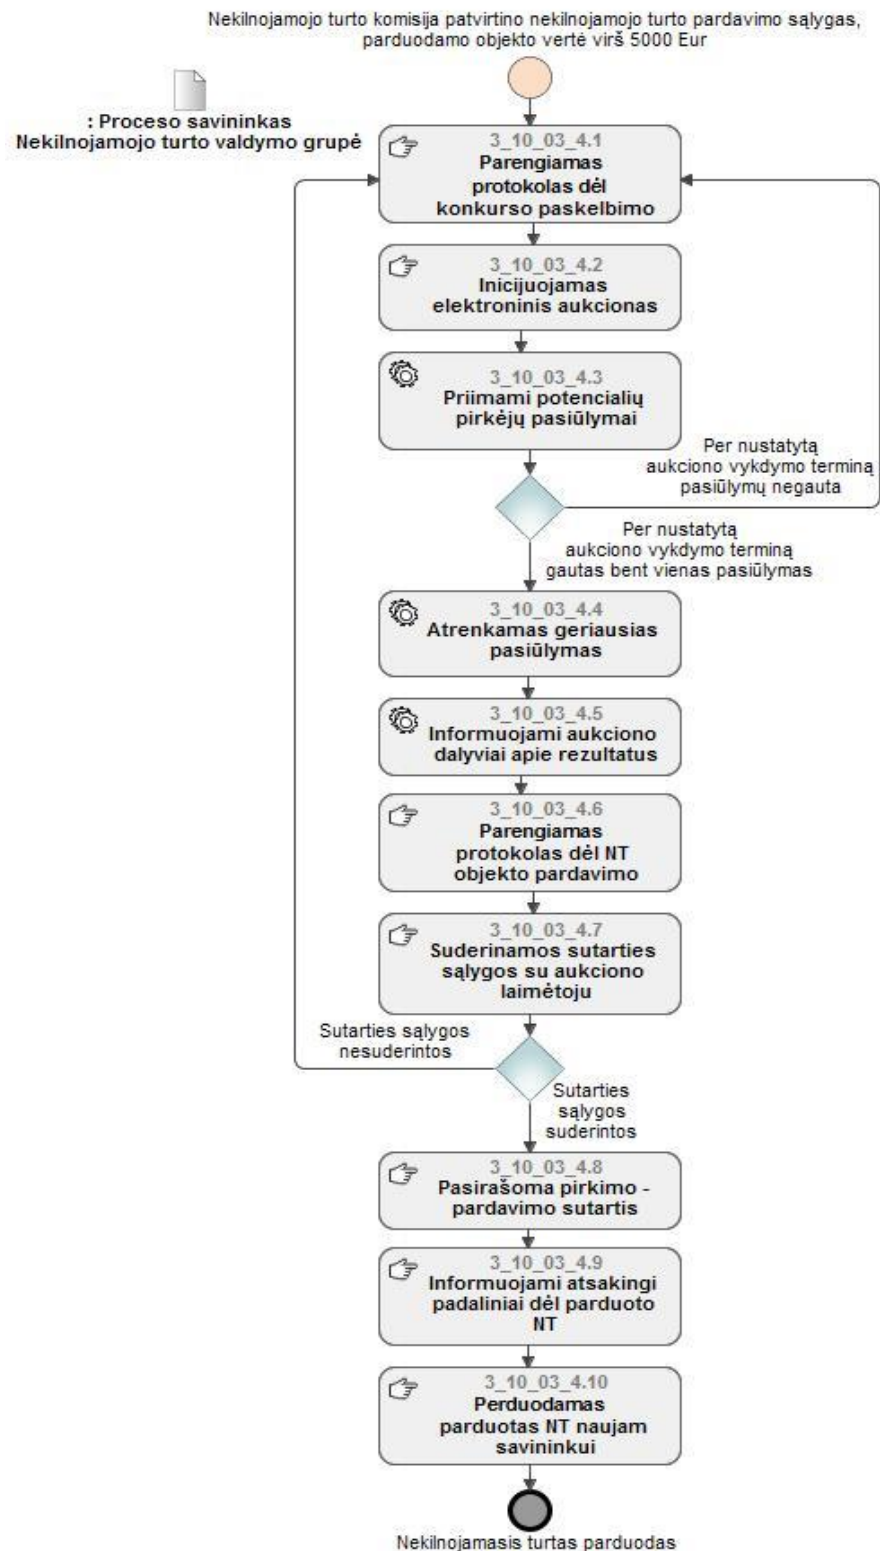 Nekilnojamojo turto komisija patvirtino nekilnojamojo turto pardavimo sąlygas,
parduodamo objekto vertė virš 5000 Eur
: Proceso savininkas
Nekilnojamojo turto valdymo grupė
3_10_03_4.1
Parengiamas
protokolas dėl
konkurso paskelbimo
3_10_03_4.2
Inicijuojamas
elektroninis aukcionas
3_10_03_4.3
Priimami potencialių
pirkėjų pasiūlymai
Per nustatytą
aukciono vykdymo terminą
pasiūlymų negauta
Per nustatytą
aukciono vykdymo terminą
gautas bent vienas pasiūlymas
3_10_03_4.4
Atrenkamas geriausias
pasiūlymas
3_10_03_4.5
Informuojami aukciono
dalyviai apie rezultatus
3_10_03_4.6
Parengiamas
protokolas dėl NT
objekto pardavimo
3_10_03_4.7
Suderinamos sutarties
sąlygos su aukciono
laimėtoju
Sutarties sąlygos
nesuderintos
Sutarties
sąlygos
suderintos
3_10_03_4.8
Pasirašoma pirkimo -
pardavimo sutartis
3_10_03_4.9
Informuojami atsakingi
padaliniai dėl parduoto
NT
3_10_03_4.10
Perduodamas
parduotas NT naujam
savininkui
Nekilnojamasis turtas parduodas